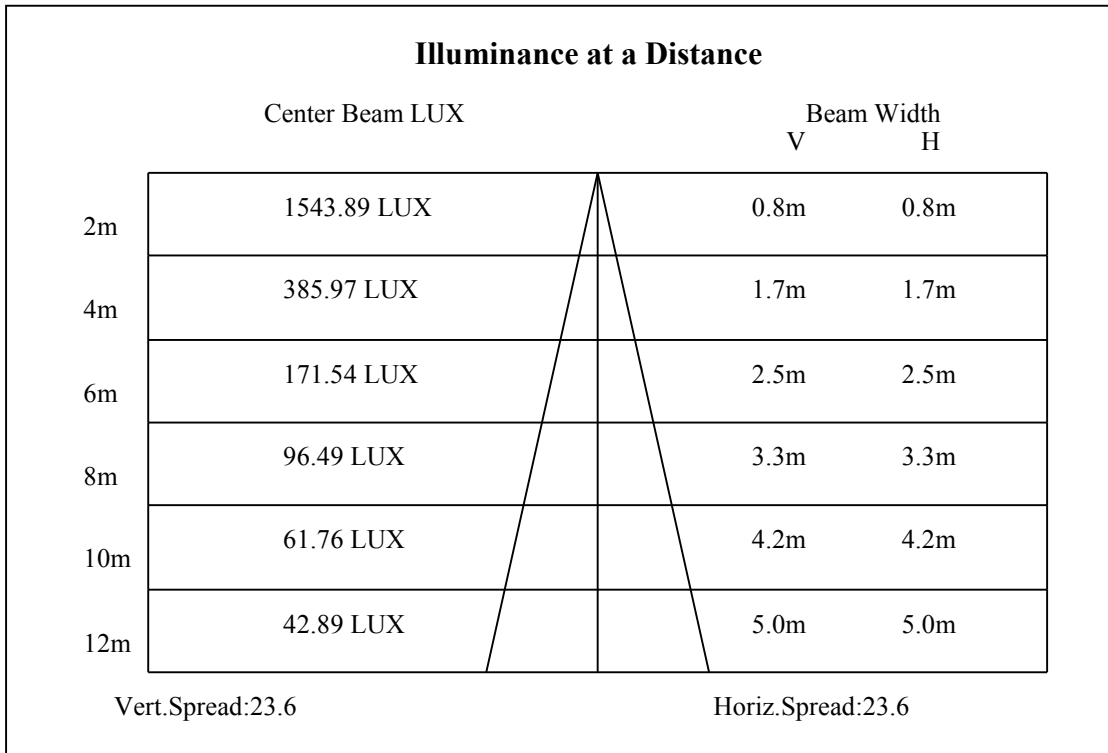 Illuminance at a Distance
Center Beam LUX Beam Width
V H
2m 1543.89 LUX 0.8m 0.8m
4m 385.97 LUX 1.7m 1.7m
6m 171.54 LUX 2.5m 2.5m
8m 96.49 LUX 3.3m 3.3m
10m 61.76 LUX 4.2m 4.2m
12m 42.89 LUX 5.0m 5.0m
Vert.Spread:23.6 Horiz.Spread:23.6